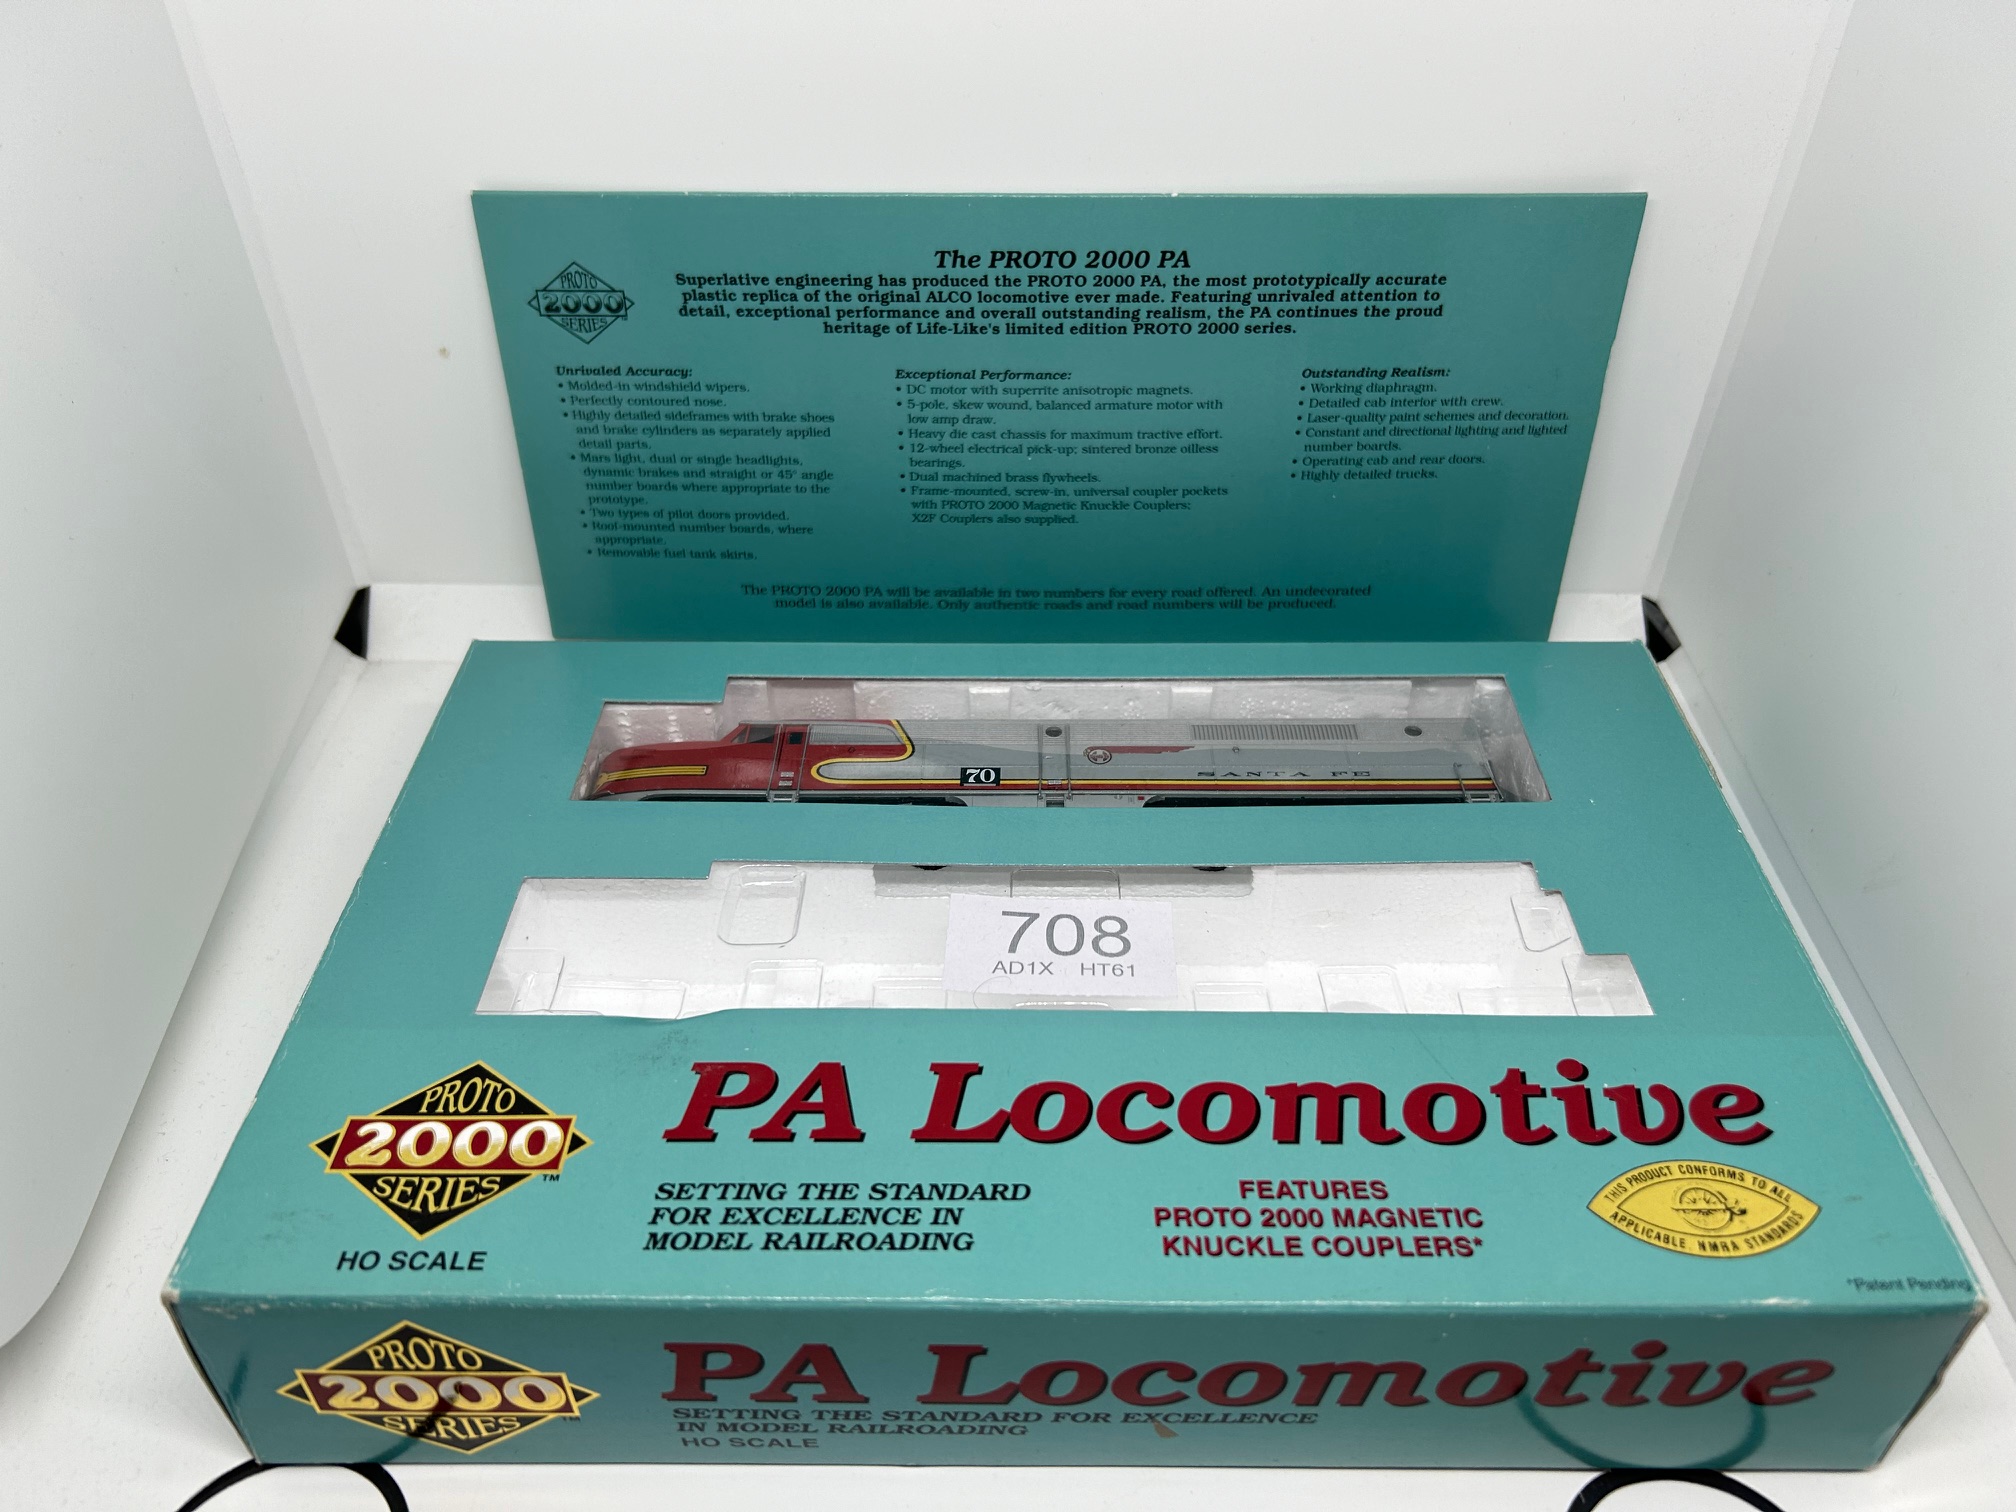 The PROTO 2000 PA
Superlative engineering has produced the PROTO 2000 PA, the most prototypically accurate
plastic replica of the original ALCO locomotive ever made. Featuring unrivaled attention to
detail, exceptional performance and overall outstanding realism, the PA continues the proud
heritage of Life-Like's limited edition PROTO 2000 series.
PROTO
2000
SERIES
Unrivaled Accuracy:
• Molded-in windshield wipers.
• Perfectly contoured nose.
• Highly detailed sideframes with brake shoes
and brake cylinders as separately applied
detail parts.
• Mars light, dual or single headlights,
dynamic brakes and straight or 45° angle
number boards where appropriate to the
prototype.
• Two types of pilot doors provided.
• Roof-mounted number boards, where
appropriate.
• Removable fuel tank skirts.
Exceptional Performance:
• DC motor with superrite anisotropic magnets.
• 5-pole, skew wound, balanced armature motor with
low amp draw.
• Heavy die cast chassis for maximum tractive effort.
• 12-wheel electrical pick-up; sintered bronze oilless
bearings.
• Dual machined brass flywheels.
• Frame-mounted, screw-in, universal coupler pockets
with PROTO 2000 Magnetic Knuckle Couplers;
X2F Couplers also supplied.
Outstanding Realism:
• Working diaphragm.
• Detailed cab interior with crew.
• Laser-quality paint schemes and decoration.
• Constant and directional lighting and lighted
number boards.
• Operating cab and rear doors.
• Highly detailed trucks.
The PROTO 2000 PA will be available in two numbers for every road offered. An undecorated
model is also available. Only authentic roads and road numbers will be produced.
70
SANTA FE
708
AD1X HT61
PA Locomotive
PROTO
2000
SERIES™
HO SCALE
SETTING THE STANDARD
FOR EXCELLENCE IN
MODEL RAILROADING
FEATURES
PROTO 2000 MAGNETIC
KNUCKLE COUPLERS*
THIS PRODUCT CONFORMS TO ALL
APPLICABLE NMRA STANDARDS
*Patent Pending
PROTO
2000
SERIES™
PA Locomotive
SETTING THE STANDARD FOR EXCELLENCE
IN MODEL RAILROADING
HO SCALE